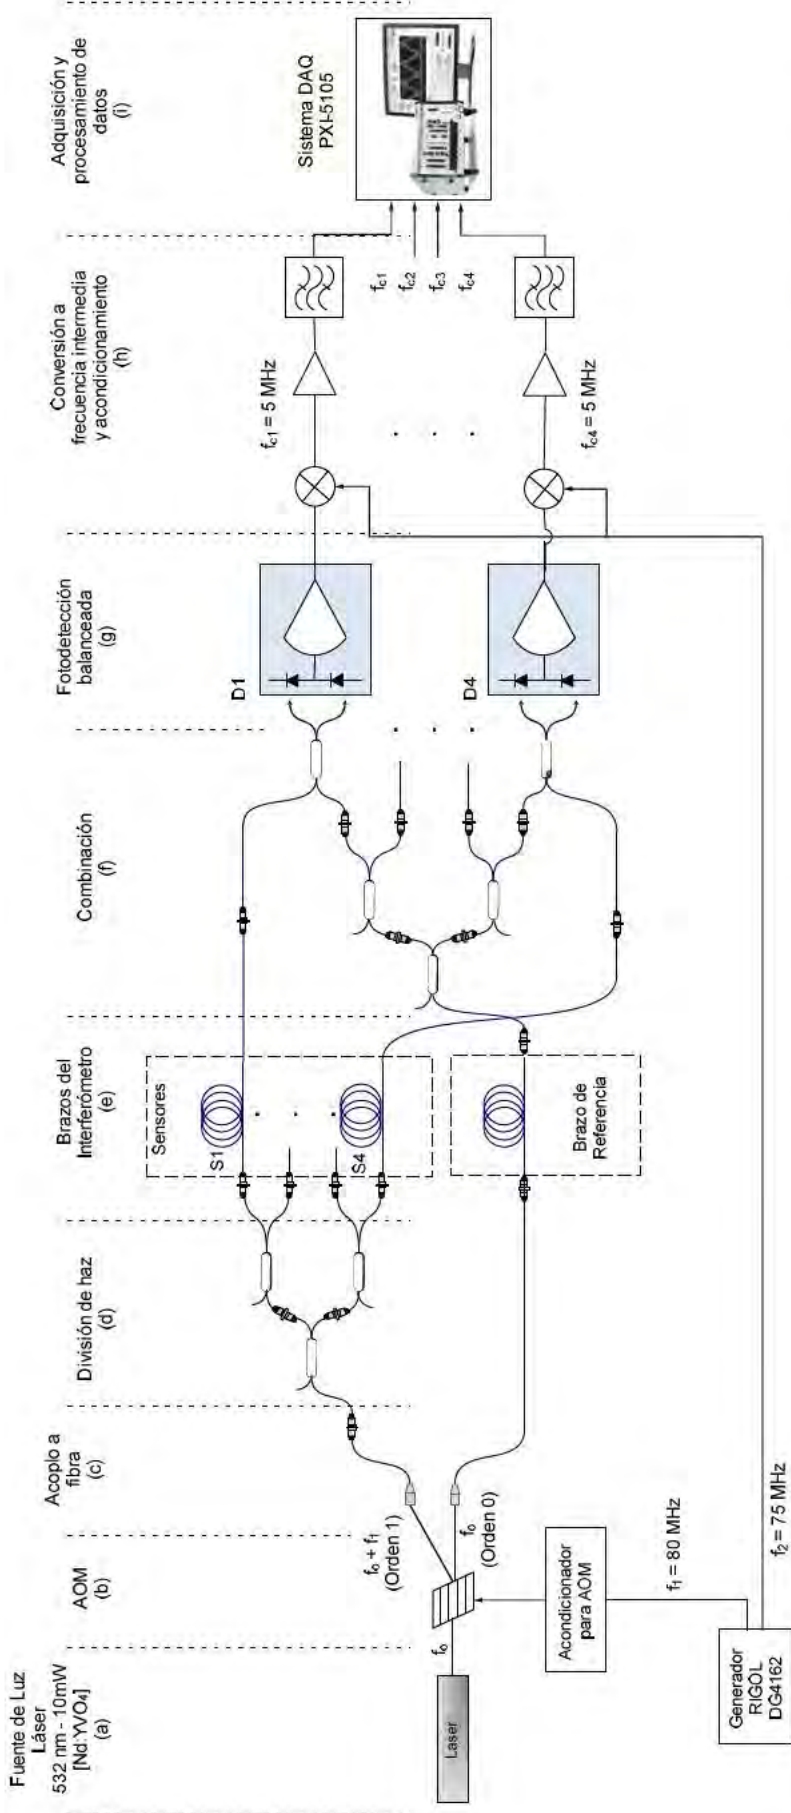 Fuente de Luz
Láser
532 nm - 10mW
[Nd:YVO4]
(a)
AOM
(b)
Acoplo a
fibra
(c)
División de haz
(d)
Brazos del
Interferómetro
(e)
Combinación
(f)
Fotodetección
balanceada
(g)
Conversión a
frecuencia intermedia
y acondicionamiento
(h)
Adquisición y
procesamiento de
datos
(i)
Laser
fo
fo + f1
(Orden 1)
fo
(Orden 0)
Acondicionador
para AOM
f1 = 80 MHz
Generador
RIGOL
DG4162
f2 = 75 MHz
Sensores
S1
S4
Brazo de
Referencia
D1
D4
fc1 = 5 MHz
fc4 = 5 MHz
fc1
fc2
fc3
fc4
Sistema DAQ
PXI-5105